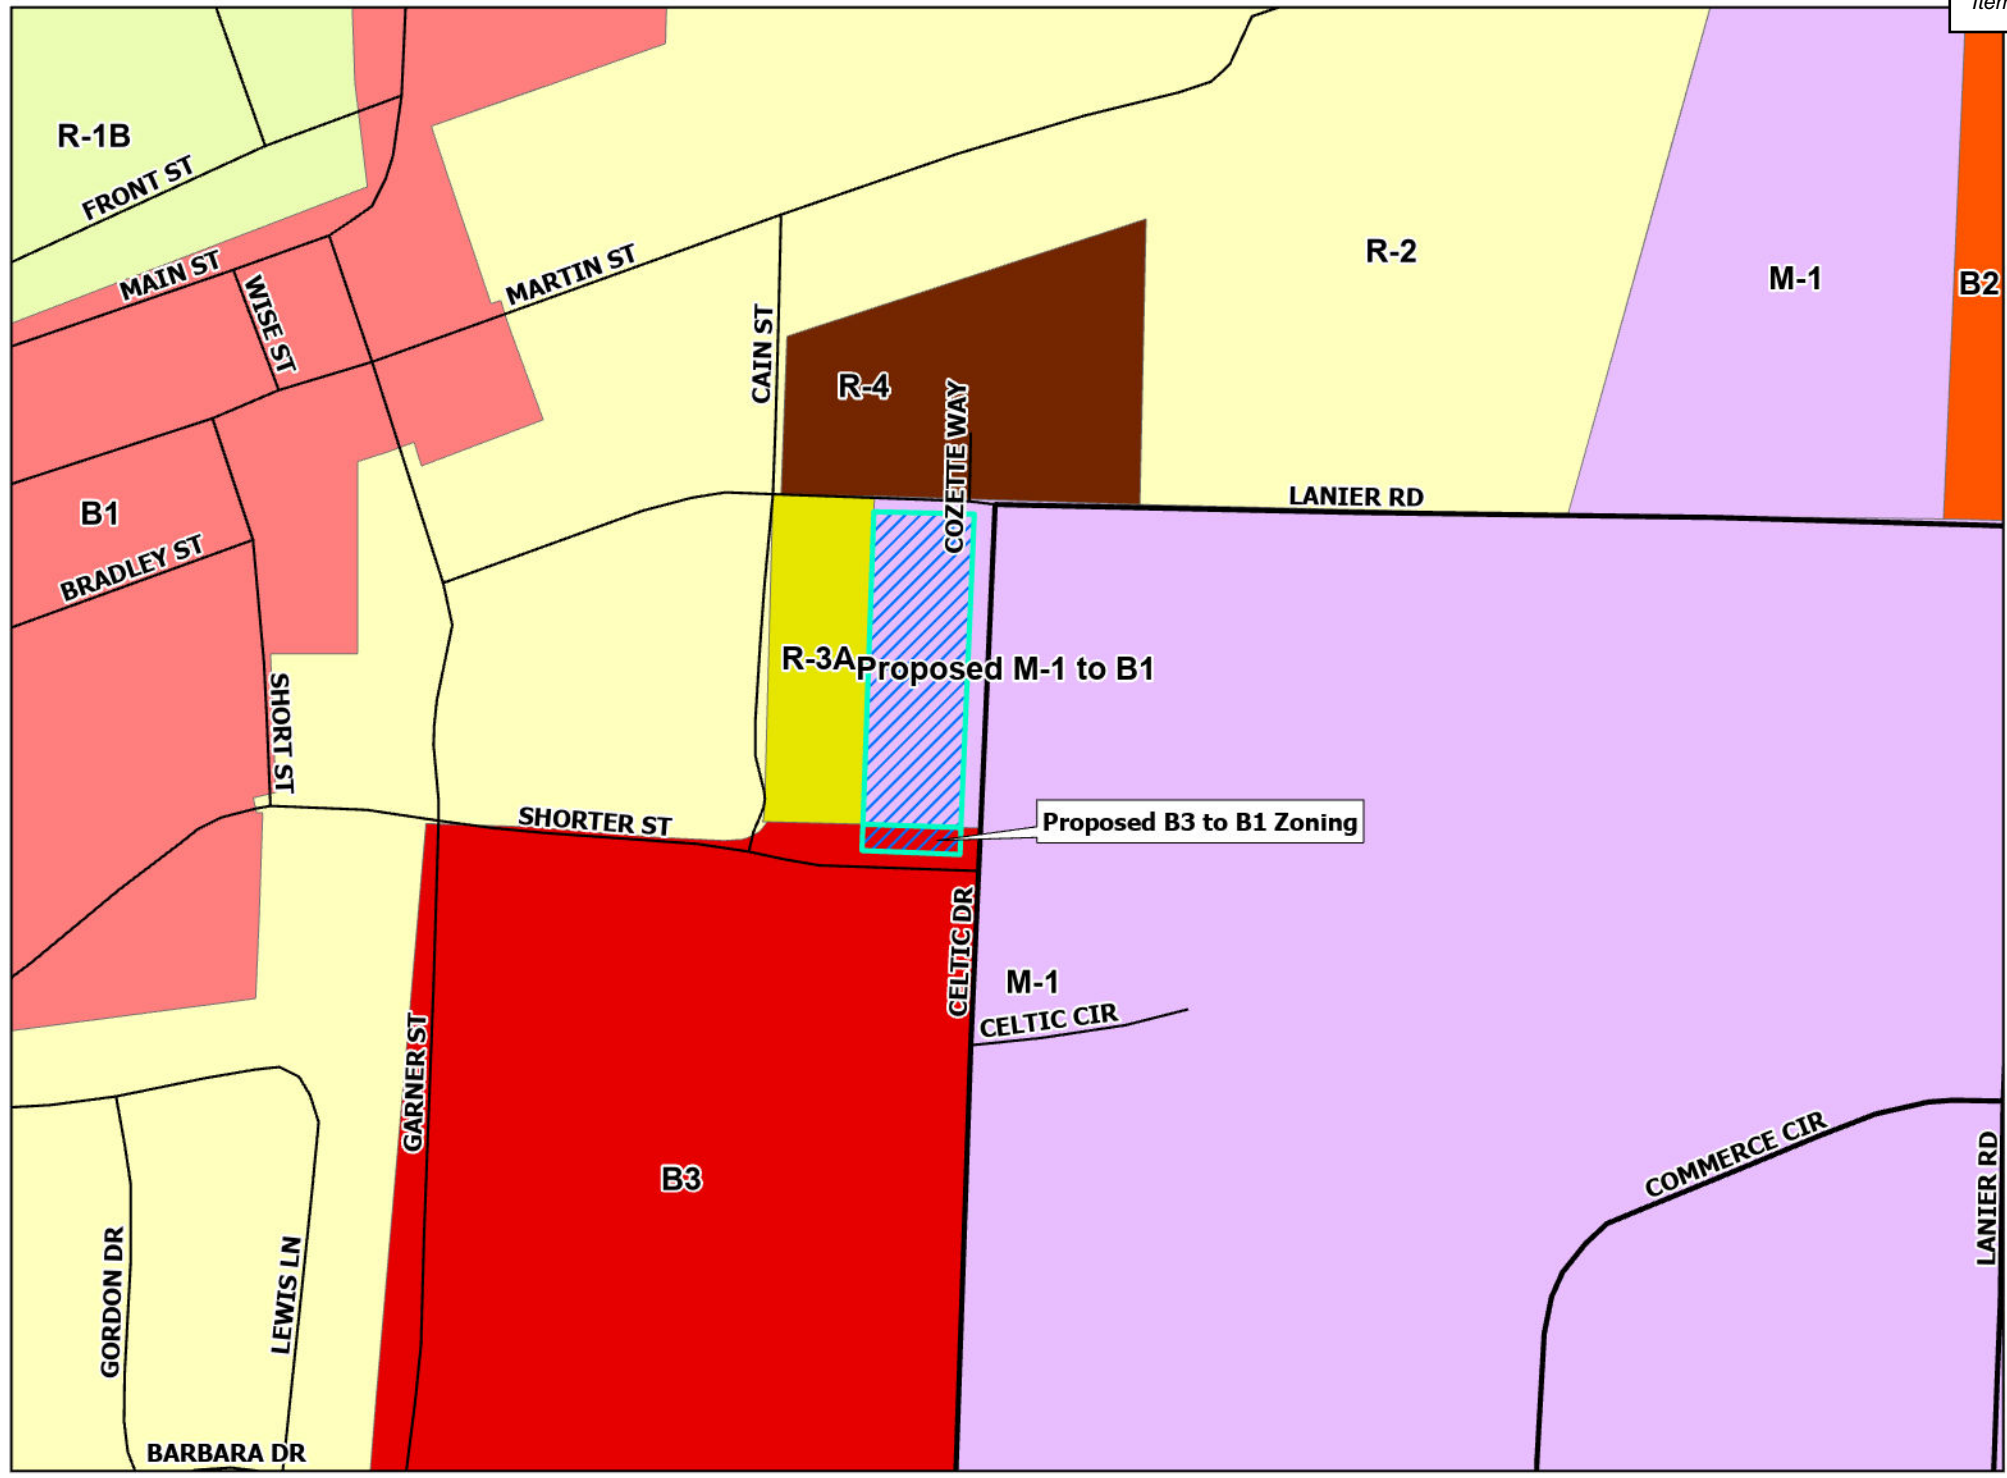 Item
R-1B
FRONT ST
MAIN ST
WISE ST
MARTIN ST
R-2
M-1
B2
CAIN ST
R-4
COZETTE WAY
LANIER RD
B1
BRADLEY ST
R-3A
Proposed M-1 to B1
SHORT ST
SHORTER ST
Proposed B3 to B1 Zoning
CELTIC DR
M-1
CELTIC CIR
GARNER ST
B3
COMMERCE CIR
LANIER RD
GORDON DR
LEWIS LN
BARBARA DR